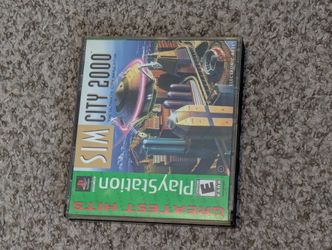 SIM CITY 2000
PlayStation
GREATEST HITS
E